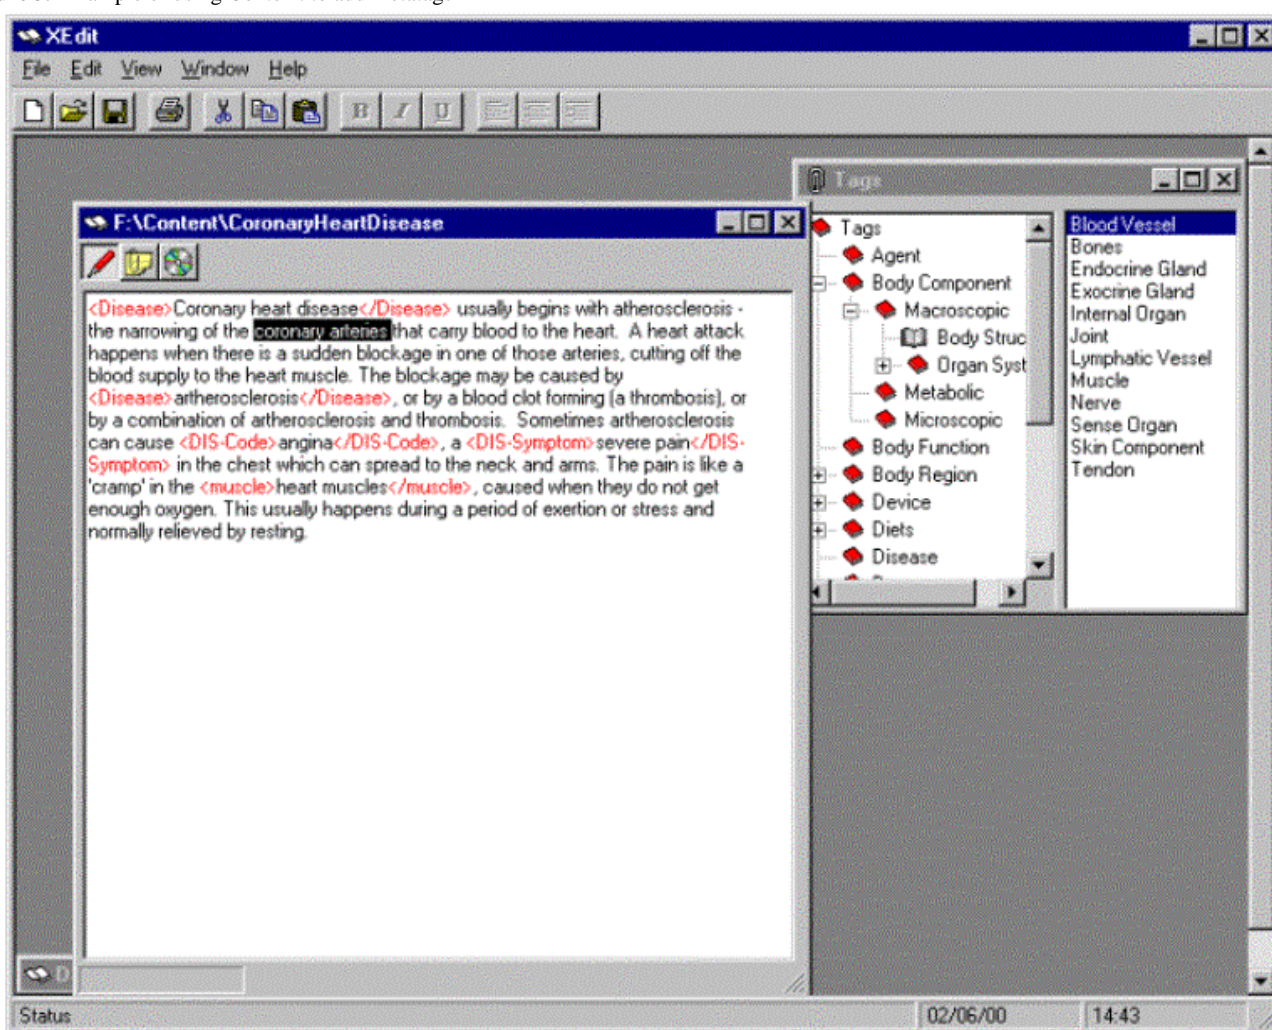 XEdit
File Edit View Window Help
B I U
Tags
F:\Content\CoronaryHeartDisease
<Disease>Coronary heart disease</Disease> usually begins with atherosclerosis -
the narrowing of the coronary arteries that carry blood to the heart. A heart attack
happens when there is a sudden blockage in one of those arteries, cutting off the
blood supply to the heart muscle. The blockage may be caused by
<Disease>artherosclerosis</Disease>, or by a blood clot forming (a thrombosis), or
by a combination of artherosclerosis and thrombosis. Sometimes artherosclerosis
can cause <DIS-Code>angina</DIS-Code>, a <DIS-Symptom>severe pain</DIS-
Symptom> in the chest which can spread to the neck and arms. The pain is like a
'cramp' in the <muscle>heart muscles</muscle>, caused when they do not get
enough oxygen. This usually happens during a period of exertion or stress and
normally relieved by resting.
Tags
Agent
Body Component
Macroscopic
Body Struc
Organ Syst
Metabolic
Microscopic
Body Function
Body Region
Device
Diets
Disease
Blood Vessel
Bones
Endocrine Gland
Exocrine Gland
Internal Organ
Joint
Lymphatic Vessel
Muscle
Nerve
Sense Organ
Skin Component
Tendon
D
Status
02/06/00
14:43